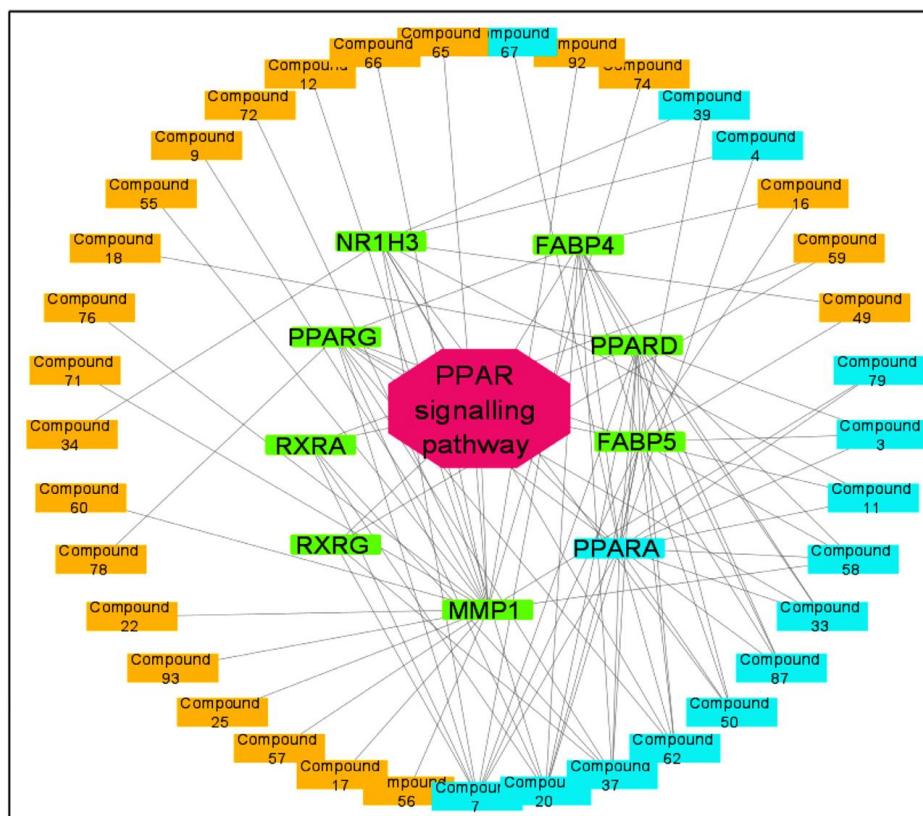 Compound
65
mpound
67
Compound
66
mpound
92
Compound
12
Compound
74
Compound
72
Compound
39
Compound
9
Compound
4
Compound
55
Compound
16
Compound
18
NR1H3
FABP4
Compound
59
Compound
76
Compound
49
PPARG
PPARD
Compound
71
PPAR
signalling
pathway
Compound
79
Compound
34
RXRA
FABP5
Compound
3
Compound
60
Compound
11
Compound
78
RXRG
PPARA
Compound
58
Compound
22
MMP1
Compound
33
Compound
93
Compound
87
Compound
25
Compound
50
Compound
57
Compound
62
Compound
17
Compound
37
mpound
56
Compoun
7
Compound
20